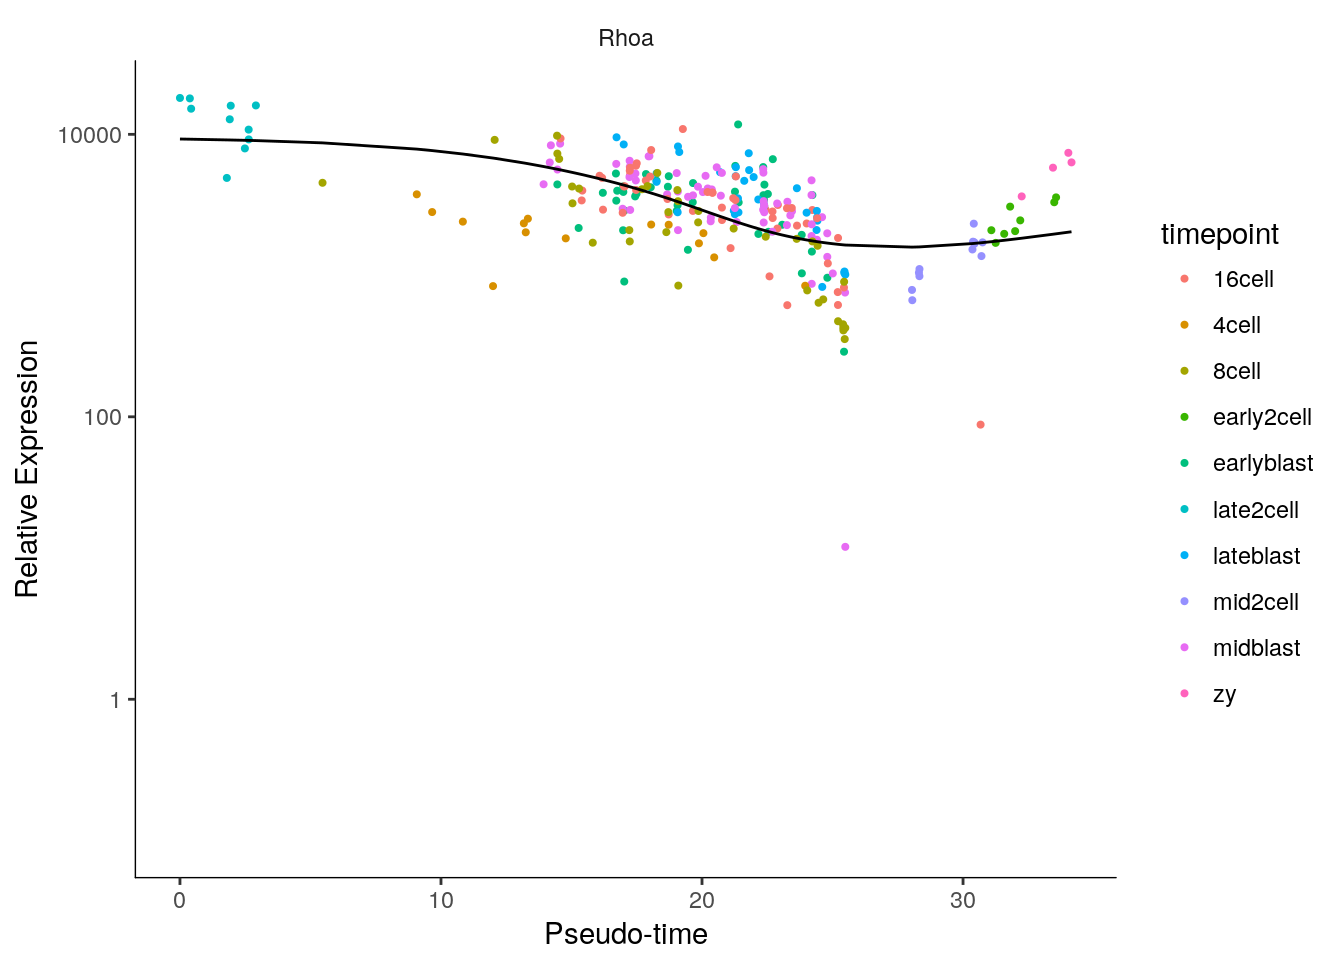 Rhoa
10000
100
1
Relative Expression
0
10
20
30
Pseudo-time
timepoint
16cell
4cell
8cell
early2cell
earlyblast
late2cell
lateblast
mid2cell
midblast
zy